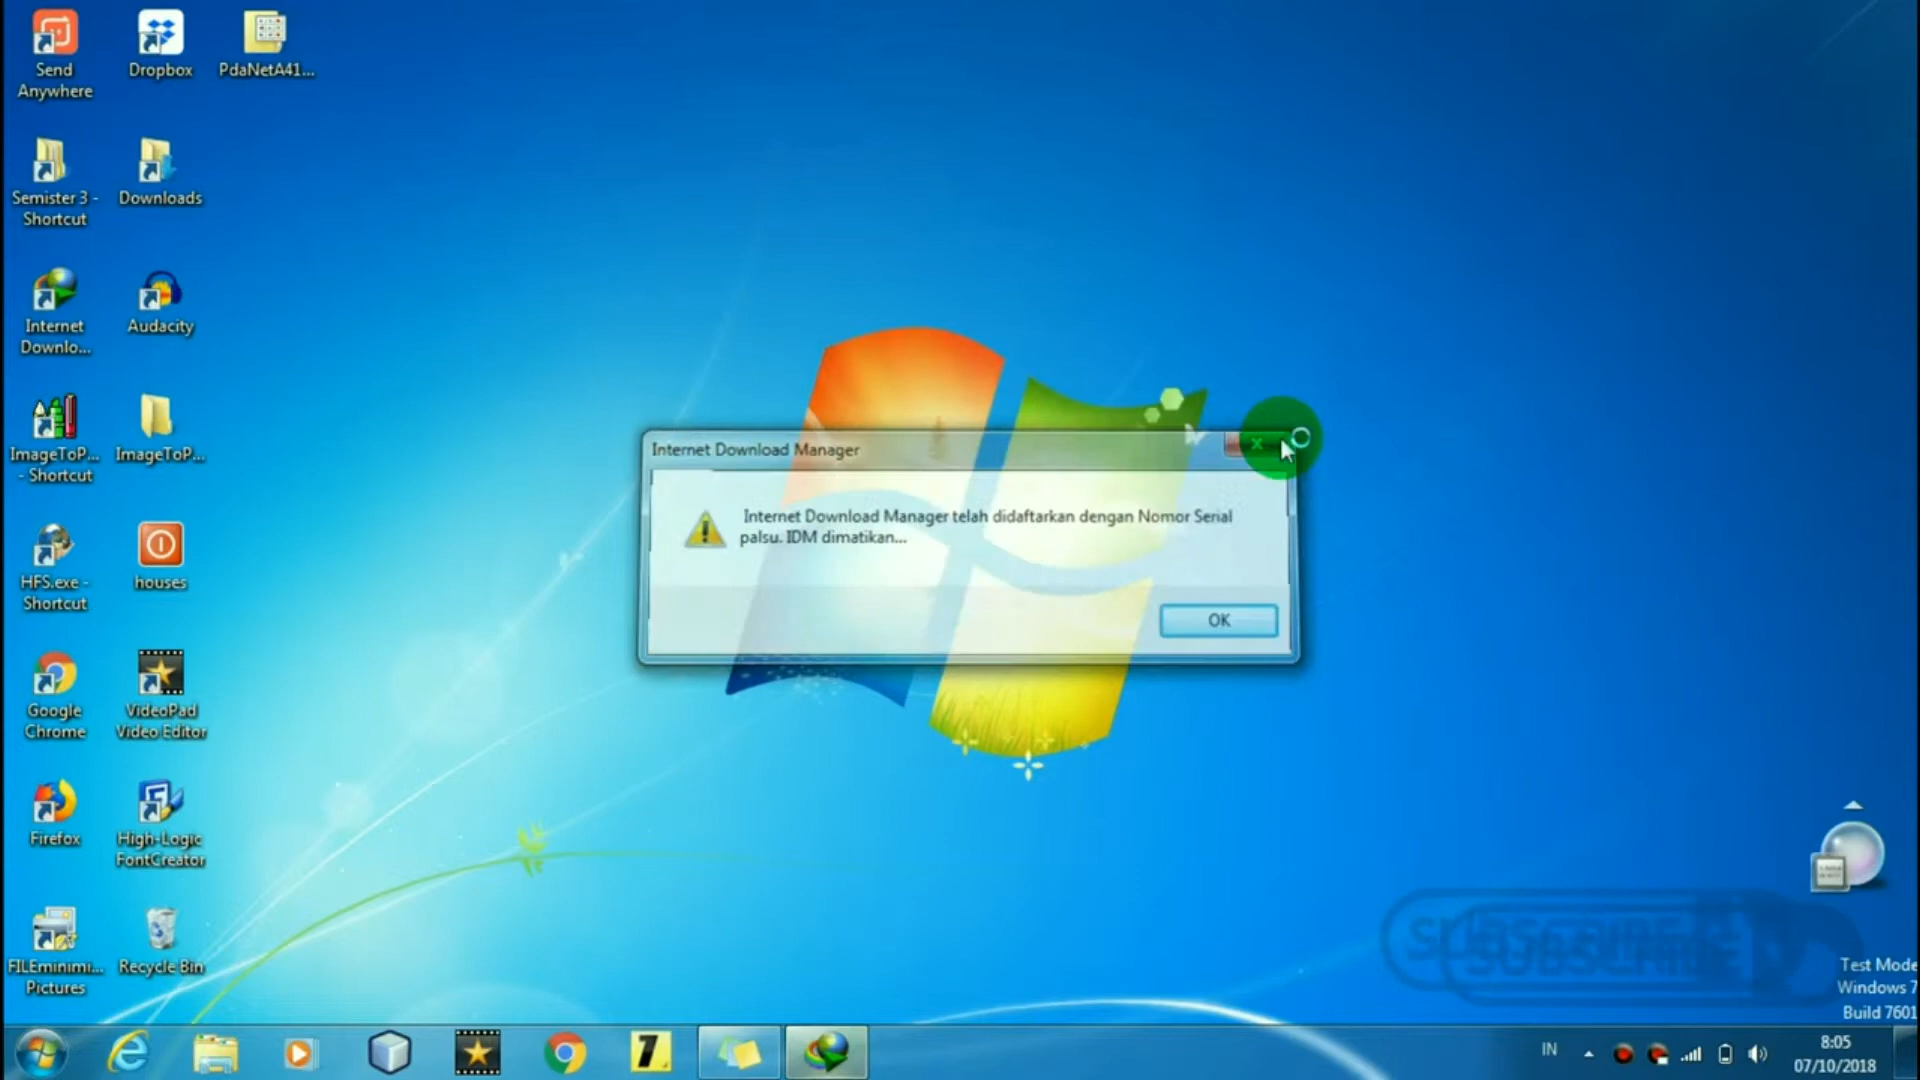 Send
Anywhere
Dropbox
PdaNetA41...
Semister 3 -
Shortcut
Downloads
Internet
Downlo...
Audacity
ImageToP...
- Shortcut
ImageToP...
HFS.exe -
Shortcut
houses
Google
Chrome
VideoPad
Video Editor
Firefox
High-Logic
FontCreator
FILEminimi...
Pictures
Recycle Bin
Internet Download Manager
Internet Download Manager telah didaftarkan dengan Nomor Serial
palsu. IDM dimatikan...
OK
SUBSCRIBE
Test Mode
Windows 7
Build 7601
IN
8:05
07/10/2018